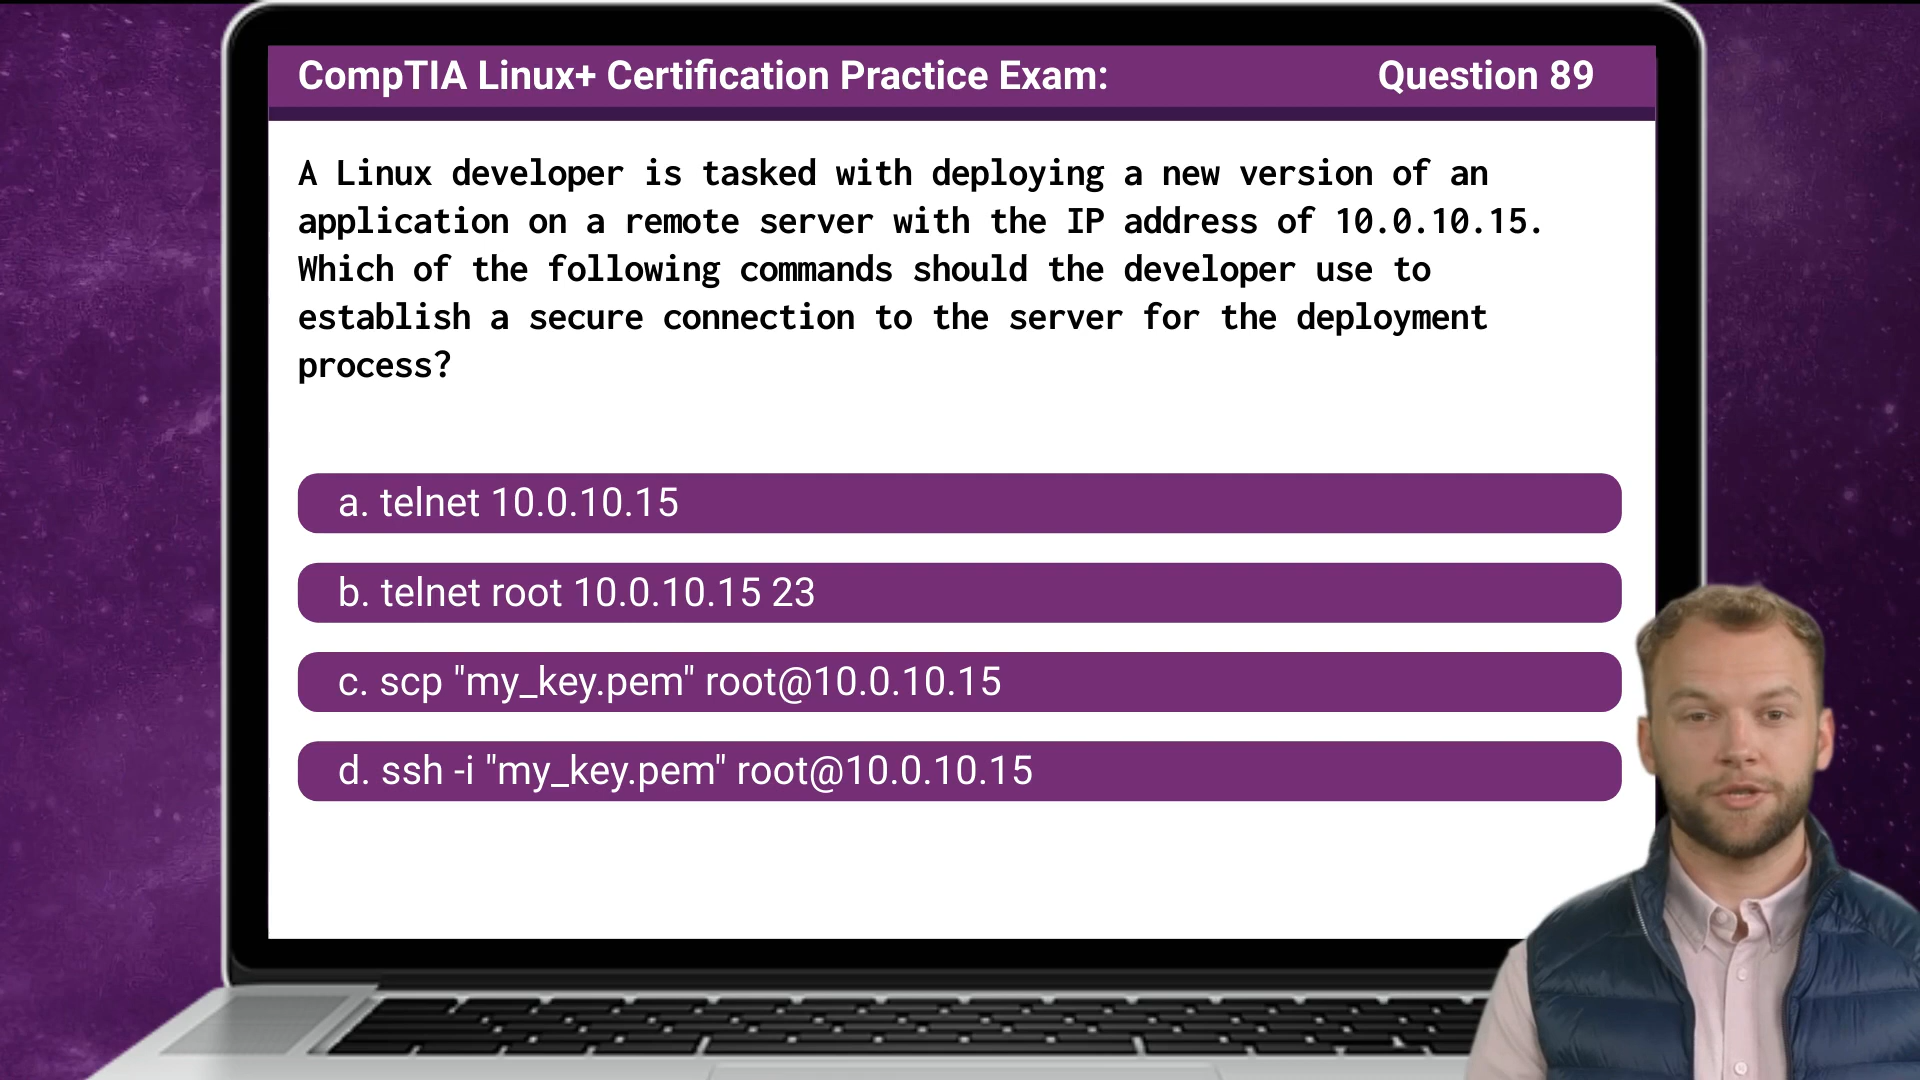 CompTIA Linux+ Certification Practice Exam: Question 89
A Linux developer is tasked with deploying a new version of an
application on a remote server with the IP address of 10.0.10.15.
Which of the following commands should the developer use to
establish a secure connection to the server for the deployment
process?
a. telnet 10.0.10.15
b. telnet root 10.0.10.15 23
c. scp "my_key.pem" root@10.0.10.15
d. ssh -i "my_key.pem" root@10.0.10.15